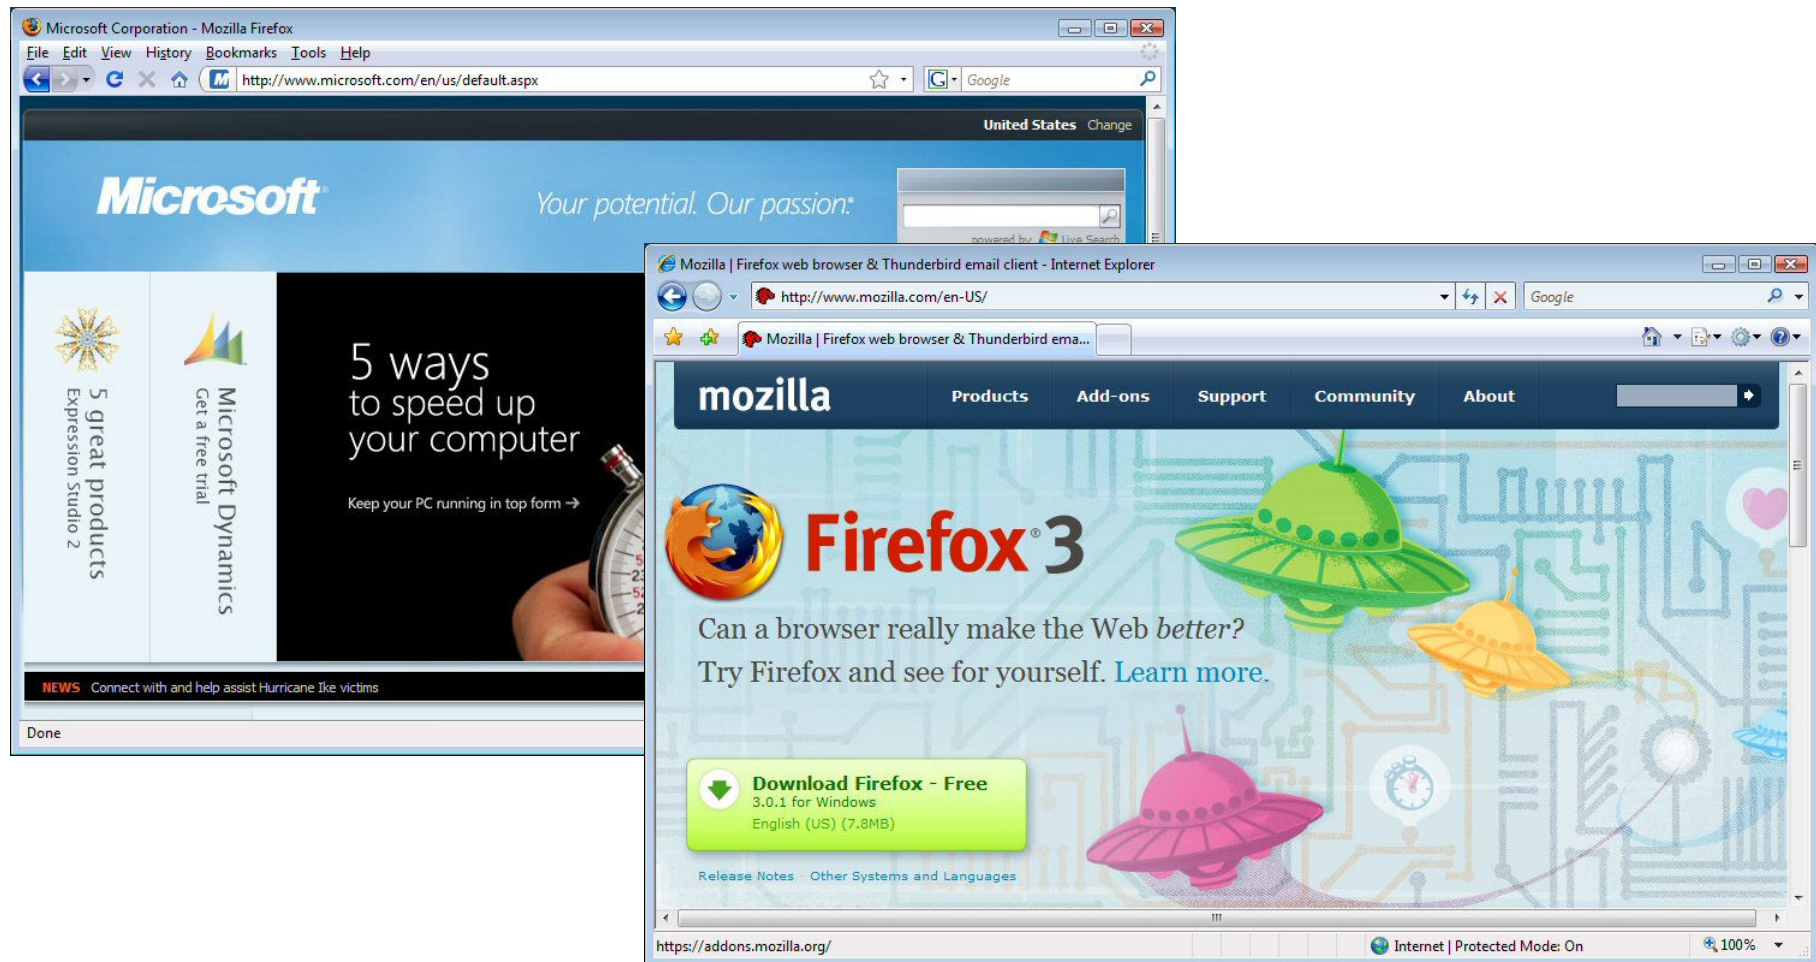 Microsoft Corporation - Mozilla Firefox
File Edit View History Bookmarks Tools Help
http://www.microsoft.com/en/us/default.aspx
Google
United States Change
Microsoft®
Your potential. Our passion.®
powered by Live Search
5 great products
Expression Studio 2
Microsoft Dynamics
Get a free trial
5 ways
to speed up
your computer
Keep your PC running in top form →
NEWS Connect with and help assist Hurricane Ike victims
Done
Mozilla | Firefox web browser & Thunderbird email client - Internet Explorer
http://www.mozilla.com/en-US/
Google
Mozilla | Firefox web browser & Thunderbird ema...
mozilla
Products Add-ons Support Community About
Firefox® 3
Can a browser really make the Web better?
Try Firefox and see for yourself. Learn more.
Download Firefox - Free
3.0.1 for Windows
English (US) (7.8MB)
Release Notes - Other Systems and Languages
https://addons.mozilla.org/
Internet | Protected Mode: On
100%